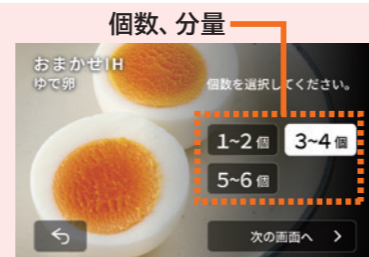 個数、分量
おまかせIH
ゆで卵
個数を選択してください。
1~2個
3~4個
5~6個
次の画面へ